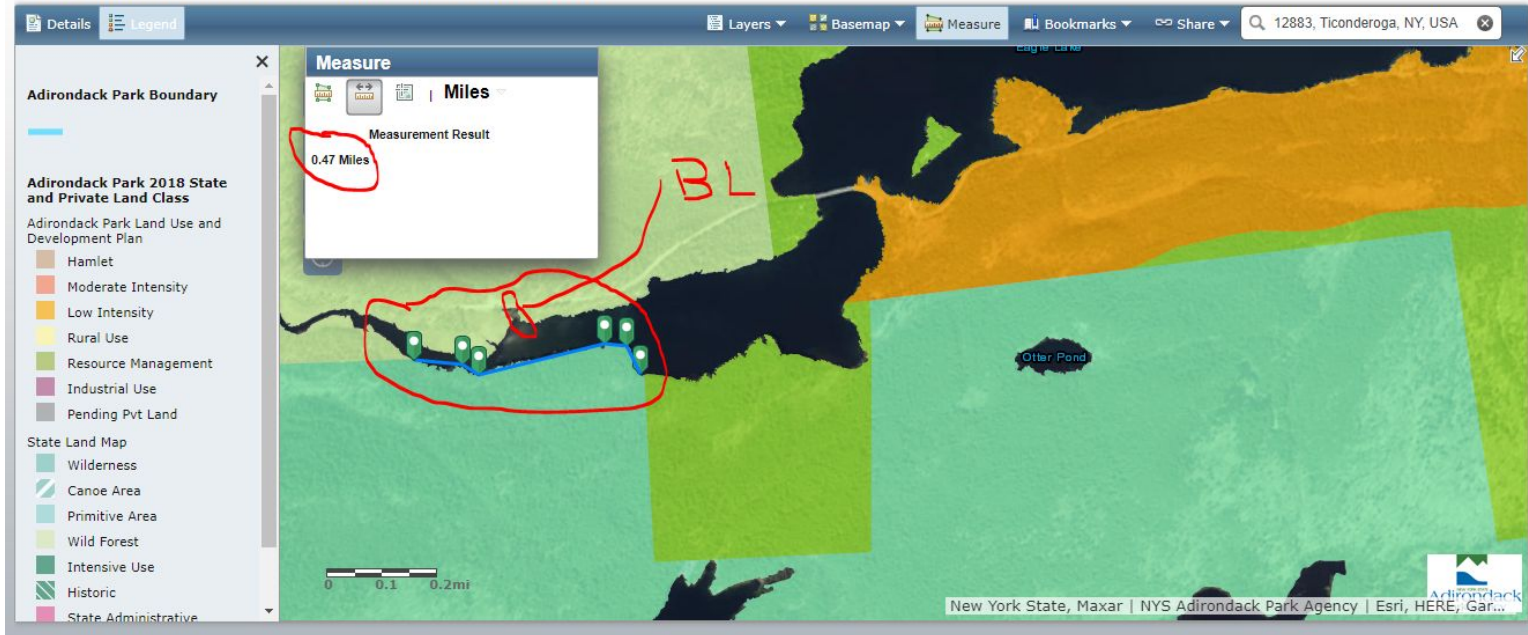 Details Legend Layers Basemap Measure Bookmarks Share 12883, Ticonderoga, NY, USA
Adirondack Park Boundary
Adirondack Park 2018 State
and Private Land Class
Adirondack Park Land Use and
Development Plan
Hamlet
Moderate Intensity
Low Intensity
Rural Use
Resource Management
Industrial Use
Pending Pvt Land
State Land Map
Wilderness
Canoe Area
Primitive Area
Wild Forest
Intensive Use
Historic
State Administrative
Measure
| Miles
Measurement Result
0.47 Miles
BL
Eagle Lake
Otter Pond
0 0.1 0.2mi
Adirondack
New York State, Maxar | NYS Adirondack Park Agency | Esri, HERE, Gar...